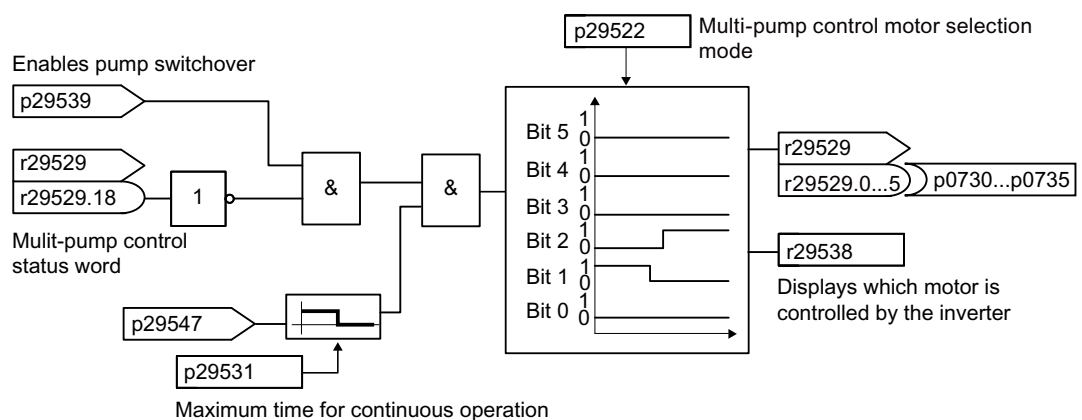 p29522
Multi-pump control motor selection
mode
Enables pump switchover
p29539
r29529
r29529.18
1
&
&
Mulit-pump control
status word
p29547
p29531
Maximum time for continuous operation
Bit 5 1
0
Bit 4 1
0
Bit 3 1
0
Bit 2 1
0
Bit 1 1
0
Bit 0 1
0
r29529
r29529.0...5
p0730...p0735
r29538
Displays which motor is
controlled by the inverter